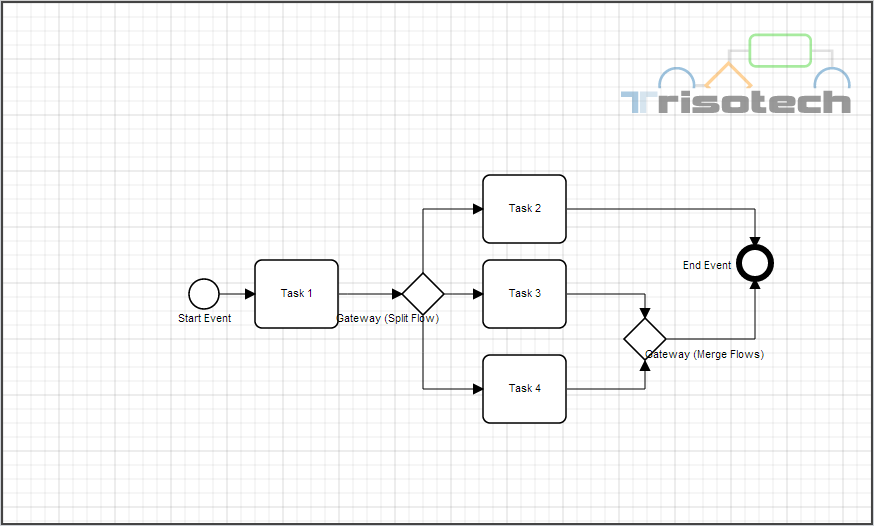 Trisotech
Task 2
End Event
Task 1
Task 3
Start Event
Gateway (Split Flow)
Gateway (Merge Flows)
Task 4